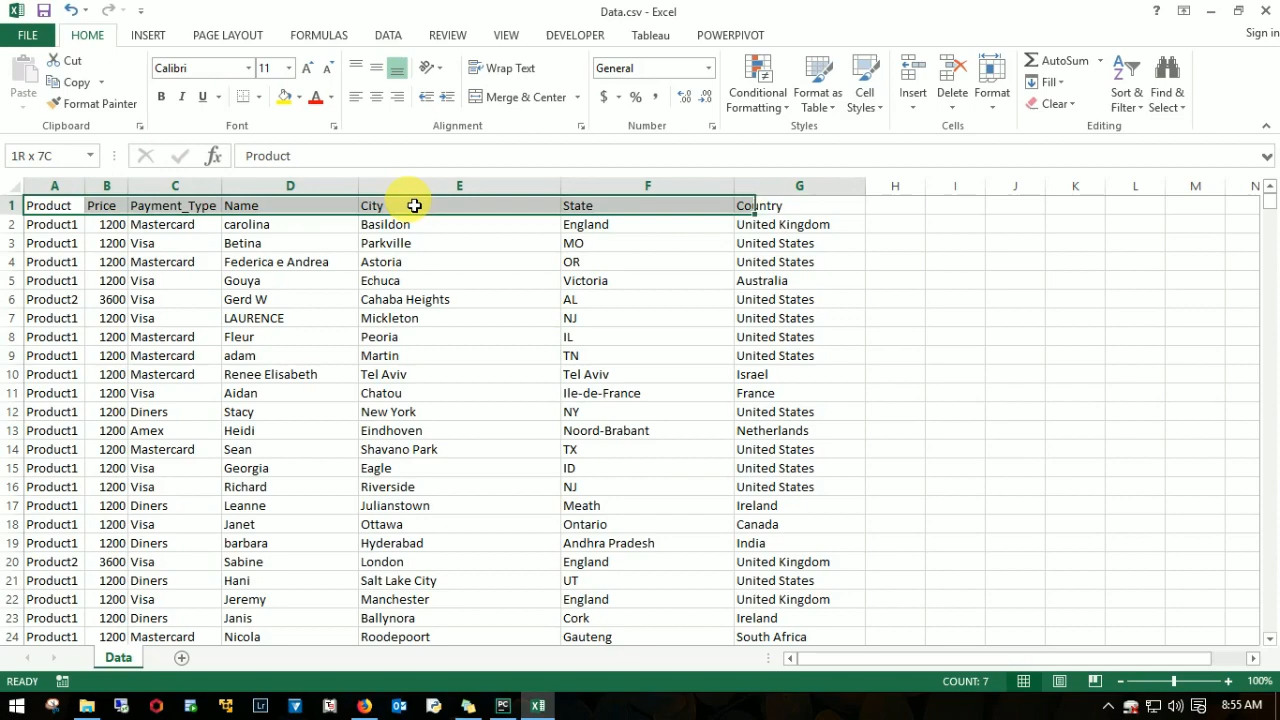 Data.csv - Excel
?
Sign in
FILE HOME INSERT PAGE LAYOUT FORMULAS DATA REVIEW VIEW DEVELOPER Tableau POWERPIVOT
Paste
Cut
Copy
Format Painter
Clipboard
Calibri 11
B I U
Font
Wrap Text
Merge & Center
Alignment
General
$ % ,
Number
Conditional Formatting
Format as Table
Cell Styles
Styles
Insert
Delete
Format
Cells
AutoSum
Fill
Clear
Sort & Filter
Find & Select
Editing
1R x 7C
fx
Product
A B C D E F G H I J K L M N
1 Product Price Payment_Type Name City State Country
2 Product1 1200 Mastercard carolina Basildon England United Kingdom
3 Product1 1200 Visa Betina Parkville MO United States
4 Product1 1200 Mastercard Federica e Andrea Astoria OR United States
5 Product1 1200 Visa Gouya Echuca Victoria Australia
6 Product2 3600 Visa Gerd W Cahaba Heights AL United States
7 Product1 1200 Visa LAURENCE Mickleton NJ United States
8 Product1 1200 Mastercard Fleur Peoria IL United States
9 Product1 1200 Mastercard adam Martin TN United States
10 Product1 1200 Mastercard Renee Elisabeth Tel Aviv Tel Aviv Israel
11 Product1 1200 Visa Aidan Chatou Ile-de-France France
12 Product1 1200 Diners Stacy New York NY United States
13 Product1 1200 Amex Heidi Eindhoven Noord-Brabant Netherlands
14 Product1 1200 Mastercard Sean Shavano Park TX United States
15 Product1 1200 Visa Georgia Eagle ID United States
16 Product1 1200 Visa Richard Riverside NJ United States
17 Product1 1200 Diners Leanne Julianstown Meath Ireland
18 Product1 1200 Visa Janet Ottawa Ontario Canada
19 Product1 1200 Diners barbara Hyderabad Andhra Pradesh India
20 Product2 3600 Visa Sabine London England United Kingdom
21 Product1 1200 Diners Hani Salt Lake City UT United States
22 Product1 1200 Visa Jeremy Manchester England United Kingdom
23 Product1 1200 Diners Janis Ballynora Cork Ireland
24 Product1 1200 Mastercard Nicola Roodepoort Gauteng South Africa
Data
READY
COUNT: 7
100%
8:55 AM